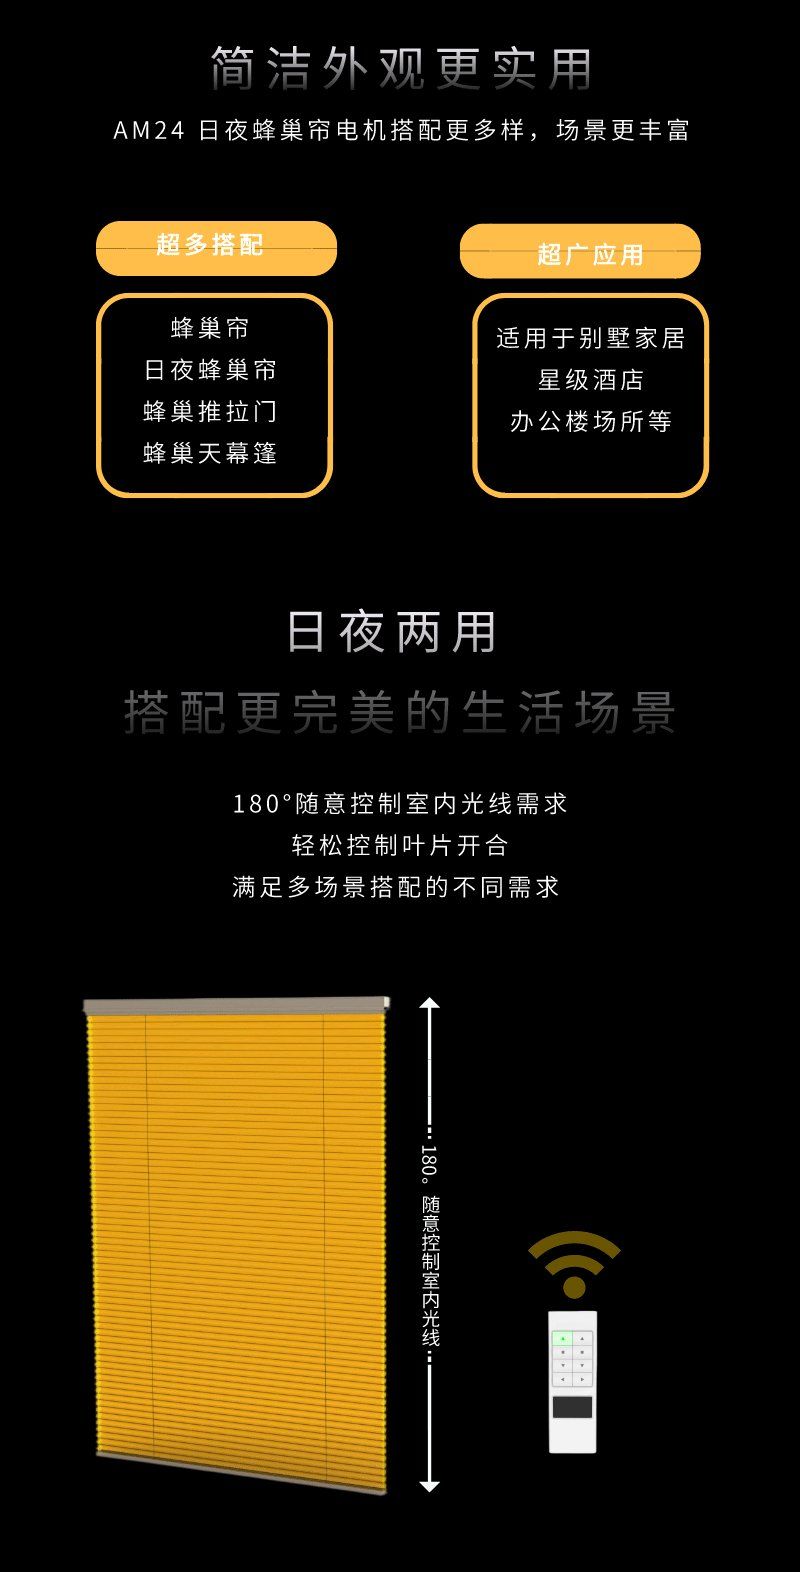 简洁外观更实用
AM24 日夜蜂巢帘电机搭配更多样，场景更丰富
超多搭配
蜂巢帘
日夜蜂巢帘
蜂巢推拉门
蜂巢天幕篷
超广应用
适用于别墅家居
星级酒店
办公楼场所等
日夜两用
搭配更完美的生活场景
180°随意控制室内光线需求
轻松控制叶片开合
满足多场景搭配的不同需求
180。随意控制室内光线